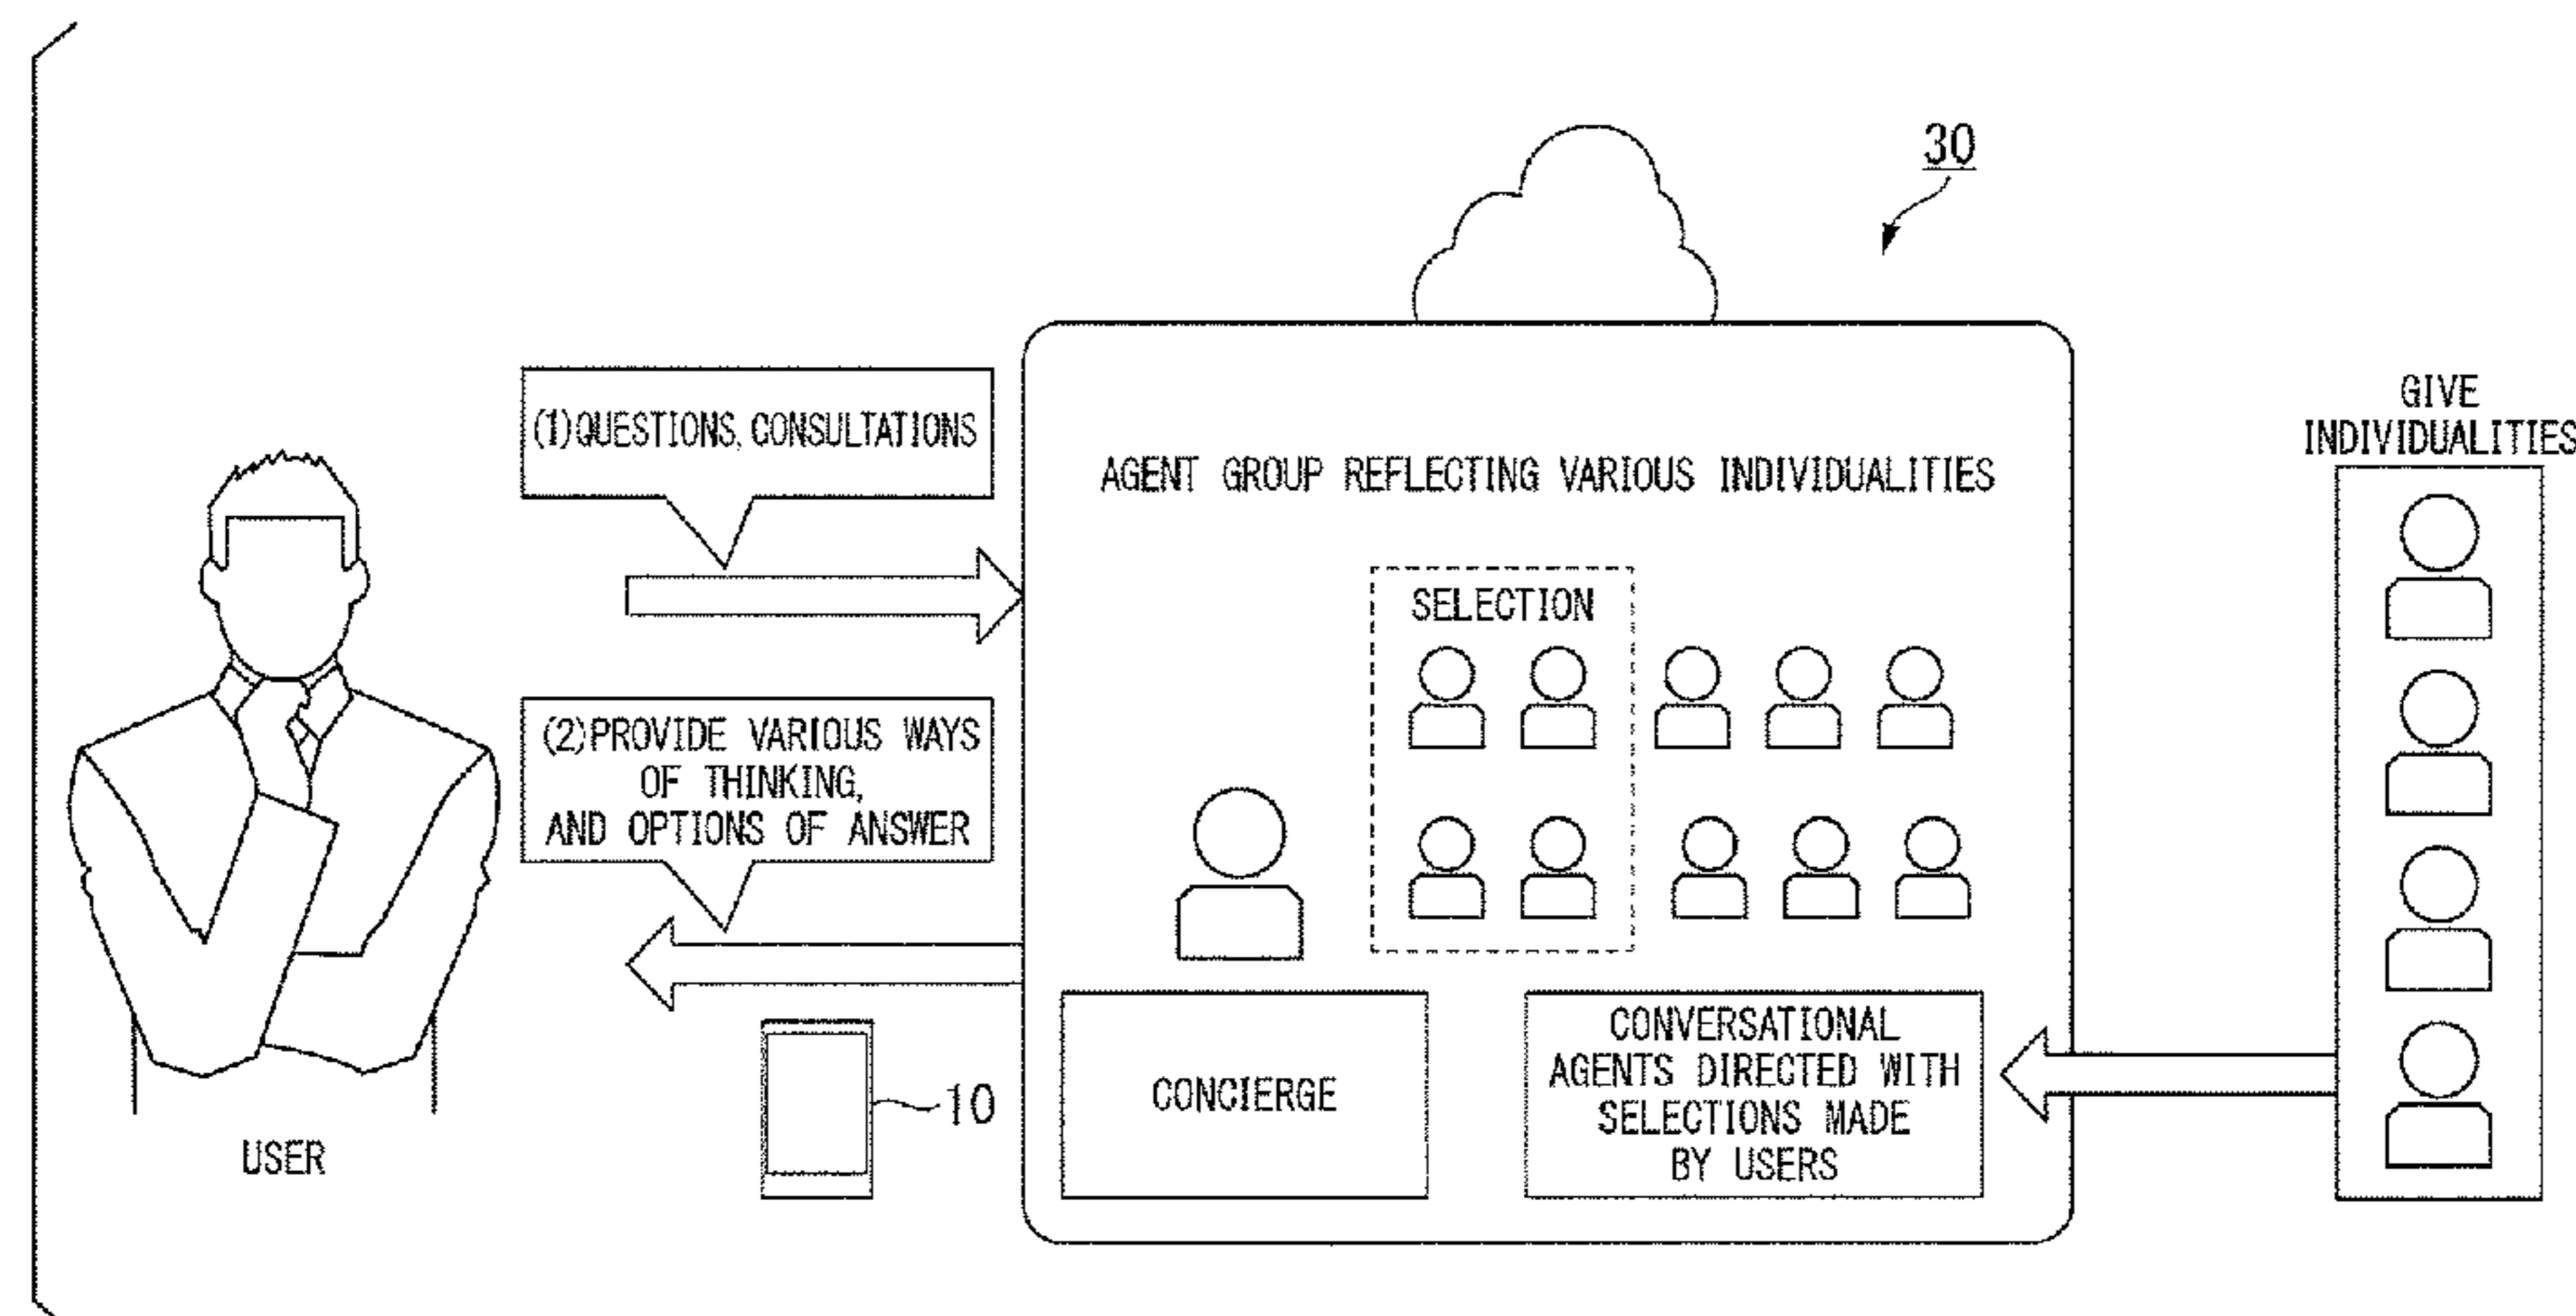 30
(1)QUESTIONS, CONSULTATIONS
(2)PROVIDE VARIOUS WAYS
OF THINKING,
AND OPTIONS OF ANSWER
USER
10
AGENT GROUP REFLECTING VARIOUS INDIVIDUALITIES
SELECTION
CONCIERGE
CONVERSATIONAL
AGENTS DIRECTED WITH
SELECTIONS MADE
BY USERS
GIVE
INDIVIDUALITIES